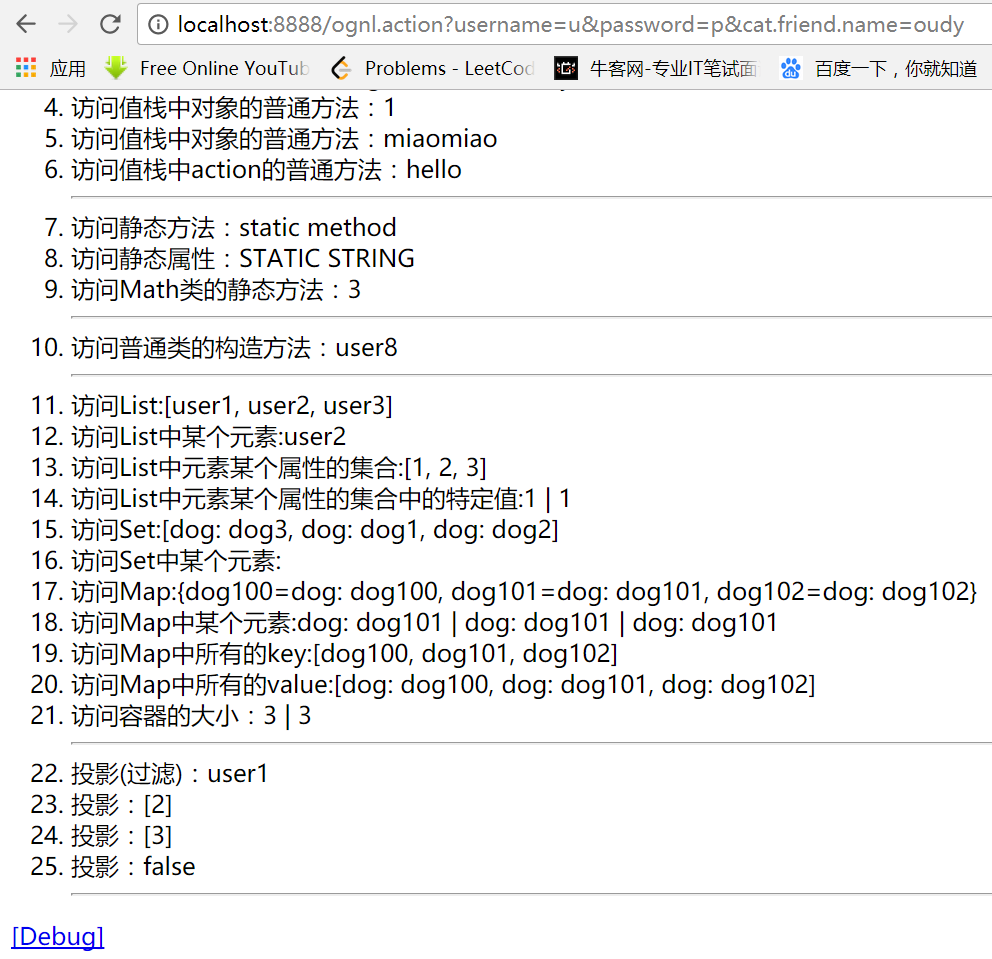 localhost:8888/ognl.action?username=u&password=p&cat.friend.name=oudy
应用 Free Online YouTub Problems - LeetCod 牛客网-专业IT笔试面 百度一下，你就知道
4. 访问值栈中对象的普通方法：1
5. 访问值栈中对象的普通方法：miaomiao
6. 访问值栈中action的普通方法：hello
7. 访问静态方法：static method
8. 访问静态属性：STATIC STRING
9. 访问Math类的静态方法：3
10. 访问普通类的构造方法：user8
11. 访问List:[user1, user2, user3]
12. 访问List中某个元素:user2
13. 访问List中元素某个属性的集合:[1, 2, 3]
14. 访问List中元素某个属性的集合中的特定值:1 | 1
15. 访问Set:[dog: dog3, dog: dog1, dog: dog2]
16. 访问Set中某个元素:
17. 访问Map:{dog100=dog: dog100, dog101=dog: dog101, dog102=dog: dog102}
18. 访问Map中某个元素:dog: dog101 | dog: dog101 | dog: dog101
19. 访问Map中所有的key:[dog100, dog101, dog102]
20. 访问Map中所有的value:[dog: dog100, dog: dog101, dog: dog102]
21. 访问容器的大小：3 | 3
22. 投影(过滤)：user1
23. 投影：[2]
24. 投影：[3]
25. 投影：false
[Debug]